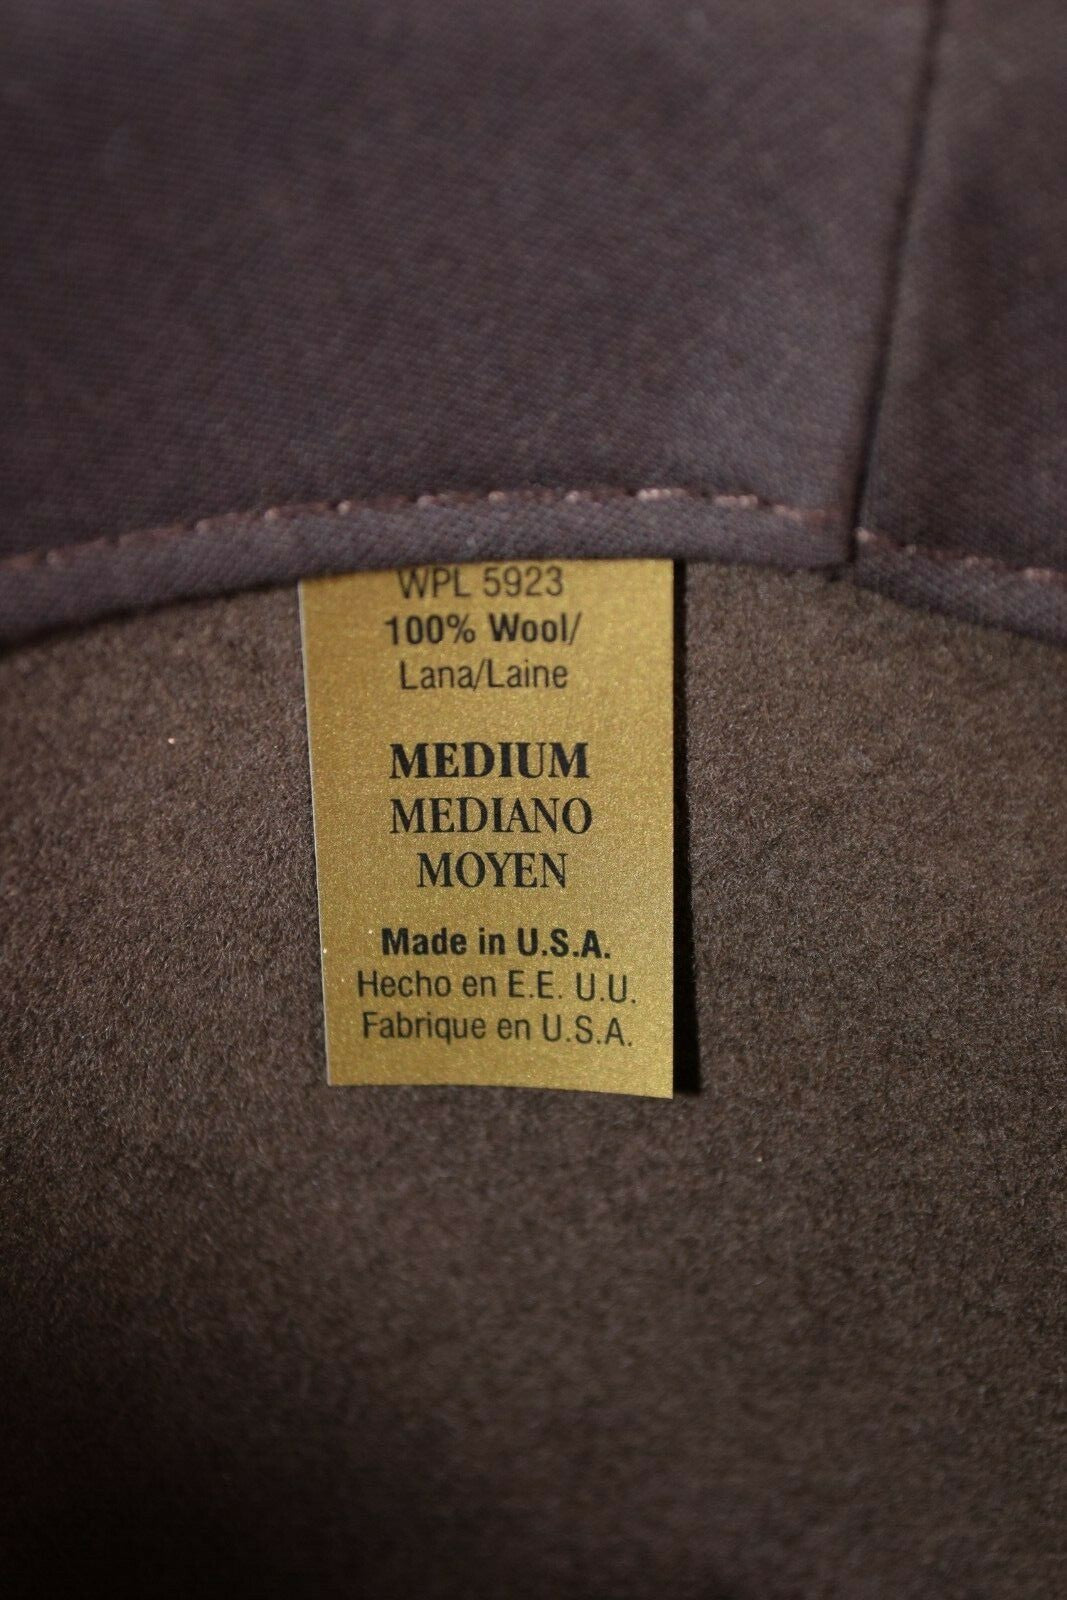 WPL 5923
100% Wool/
Lana/Laine
MEDIUM
MEDIANO
MOYEN
Made in U.S.A.
Hecho en E.E. U.U.
Fabrique en U.S.A.